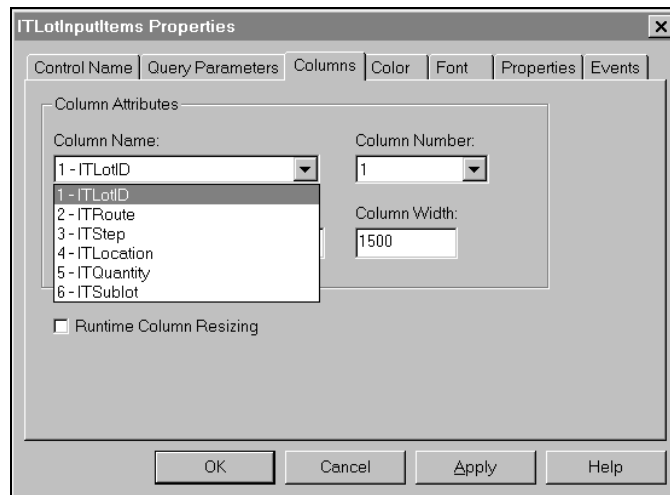 ITLotInputItems Properties
Control Name Query Parameters Columns Color Font Properties Events
Column Attributes
Column Name: Column Number:
1 - ITLotID 1
1 - ITLotID
2 - ITRoute
3 - ITStep
4 - ITLocation
5 - ITQuantity
6 - ITSublot
Column Width:
1500
Runtime Column Resizing
OK Cancel Apply Help